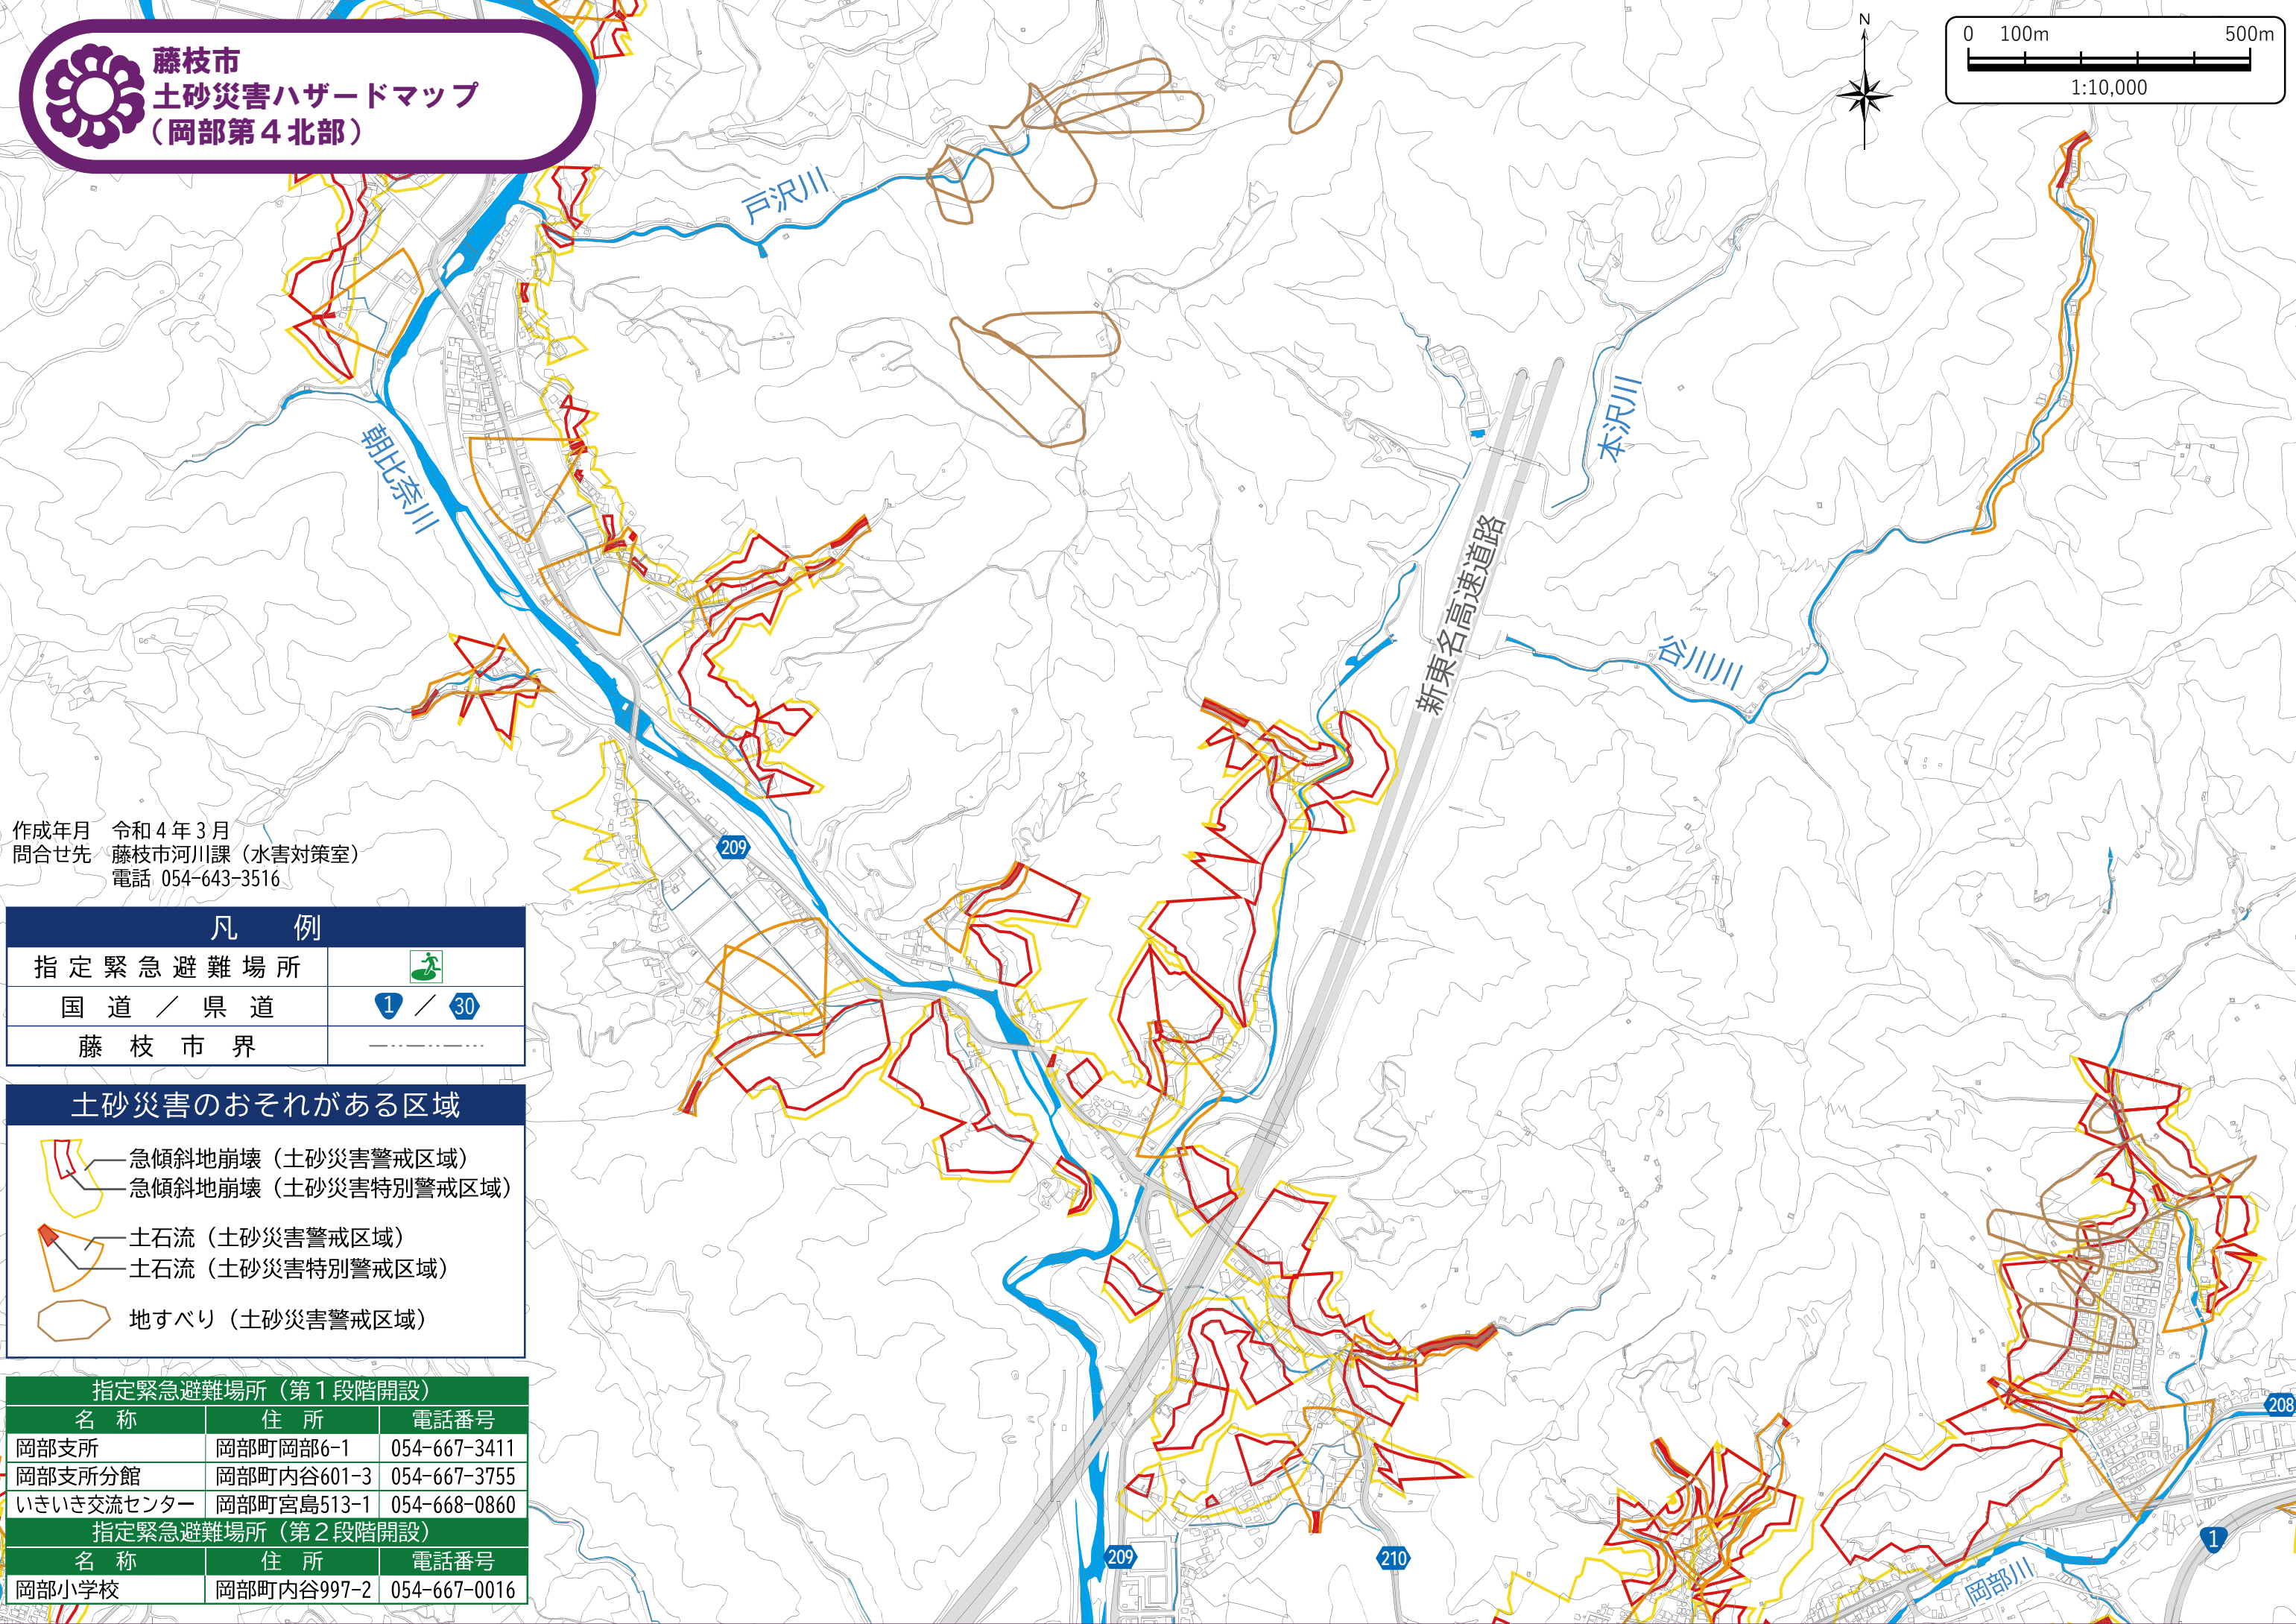 藤枝市
土砂災害ハザードマップ
（岡部第４北部）
N
0 100m 500m
1:10,000
戸沢川
朝比奈川
本沢川
新東名高速道路
谷川川
209
作成年月 令和４年３月
問合せ先 藤枝市河川課（水害対策室）
電話 054-643-3516
凡 例
指定緊急避難場所
国道／県道 1 ／ 30
藤枝市界
土砂災害のおそれがある区域
急傾斜地崩壊（土砂災害警戒区域）
急傾斜地崩壊（土砂災害特別警戒区域）
土石流（土砂災害警戒区域）
土石流（土砂災害特別警戒区域）
地すべり（土砂災害警戒区域）
指定緊急避難場所（第１段階開設）
名 称 住 所 電話番号
岡部支所 岡部町岡部6-1 054-667-3411
岡部支所分館 岡部町内谷601-3 054-667-3755
いきいき交流センター 岡部町宮島513-1 054-668-0860
指定緊急避難場所（第２段階開設）
名 称 住 所 電話番号
岡部小学校 岡部町内谷997-2 054-667-0016
208
1
209
210
岡部川